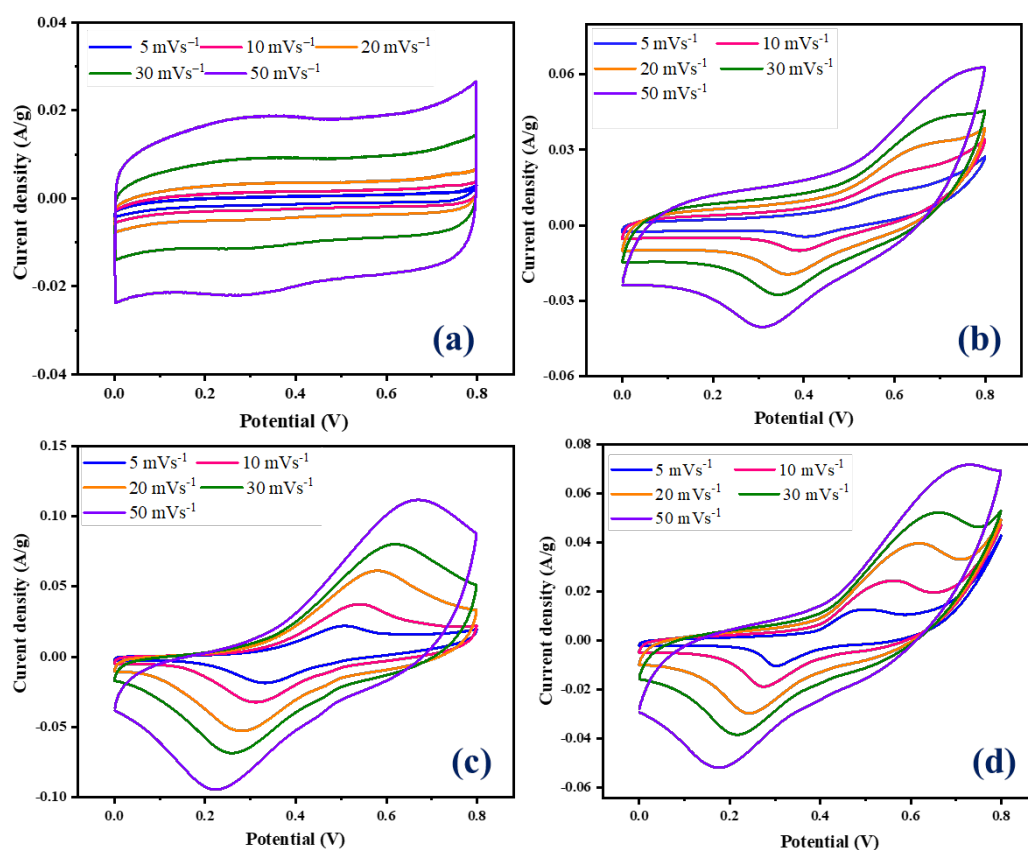 (a)
5 mVs⁻¹ 10 mVs⁻¹ 20 mVs⁻¹
30 mVs⁻¹ 50 mVs⁻¹
Current density (A/g)
0.04
0.02
0.00
-0.02
-0.04
0.0 0.2 0.4 0.6 0.8
Potential (V)
(b)
5 mVs⁻¹ 10 mVs⁻¹
20 mVs⁻¹ 30 mVs⁻¹
50 mVs⁻¹
Current density (A/g)
0.06
0.03
0.00
-0.03
-0.06
0.0 0.2 0.4 0.6 0.8
Potential (V)
(c)
5 mVs⁻¹ 10 mVs⁻¹
20 mVs⁻¹ 30 mVs⁻¹
50 mVs⁻¹
Current density (A/g)
0.15
0.10
0.05
0.00
-0.05
-0.10
0.0 0.2 0.4 0.6 0.8
Potential (V)
(d)
5 mVs⁻¹ 10 mVs⁻¹
20 mVs⁻¹ 30 mVs⁻¹
50 mVs⁻¹
Current density (A/g)
0.08
0.06
0.04
0.02
0.00
-0.02
-0.04
-0.06
0.0 0.2 0.4 0.6 0.8
Potential (V)